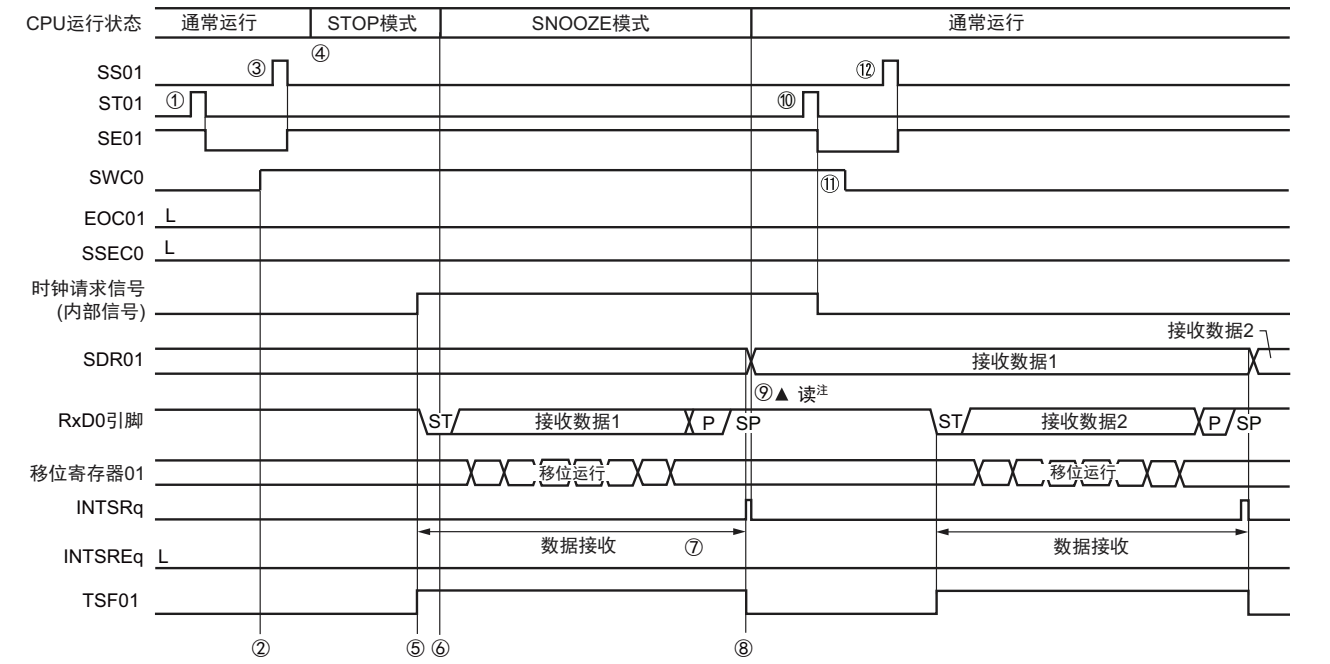 CPU运行状态 通常运行 STOP模式 SNOOZE模式 通常运行
④
SS01 ③ ⑫
ST01 ① ⑩
SE01
SWC0 ⑪
EOC01 L
SSEC0 L
时钟请求信号
(内部信号)
接收数据2
SDR01 接收数据1
⑨▲ 读注
RxD0引脚 ST 接收数据1 P SP ST 接收数据2 P SP
移位寄存器01 移位运行 移位运行
INTSRq
数据接收 ⑦ 数据接收
INTSREq L
TSF01
② ⑤ ⑥ ⑧